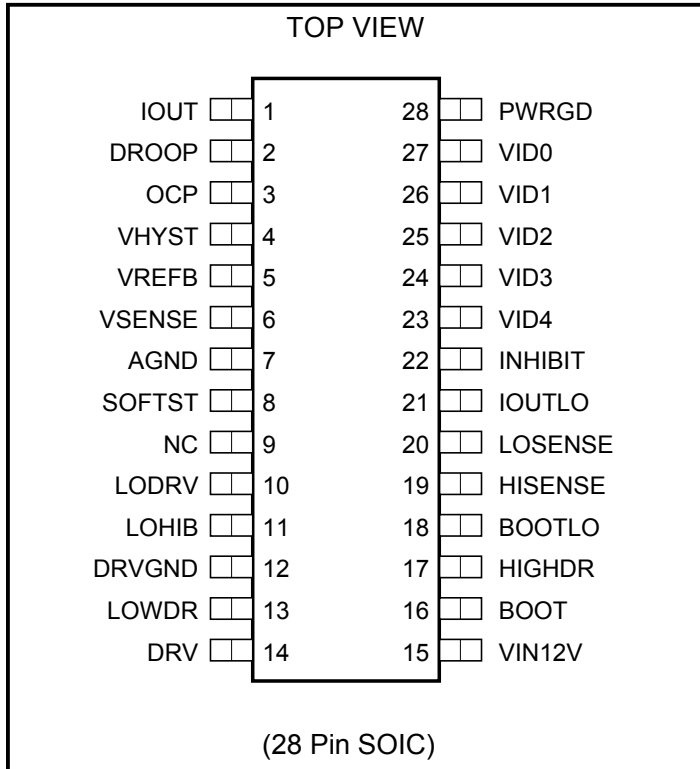 TOP VIEW
IOUT 1 28 PWRGD
DROOP 2 27 VID0
OCP 3 26 VID1
VHYST 4 25 VID2
VREFB 5 24 VID3
VSENSE 6 23 VID4
AGND 7 22 INHIBIT
SOFTST 8 21 IOUTLO
NC 9 20 LOSENSE
LODRV 10 19 HISENSE
LOHIB 11 18 BOOTLO
DRVGND 12 17 HIGHDR
LOWDR 13 16 BOOT
DRV 14 15 VIN12V
(28 Pin SOIC)